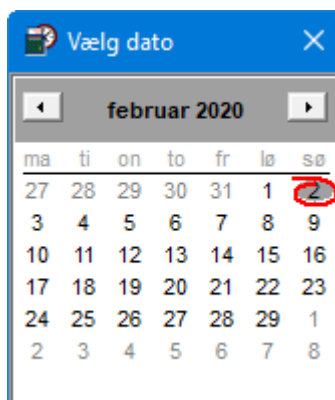 Vælg dato
februar 2020
ma ti on to fr lø sø
27 28 29 30 31 1 2
3 4 5 6 7 8 9
10 11 12 13 14 15 16
17 18 19 20 21 22 23
24 25 26 27 28 29 1
2 3 4 5 6 7 8